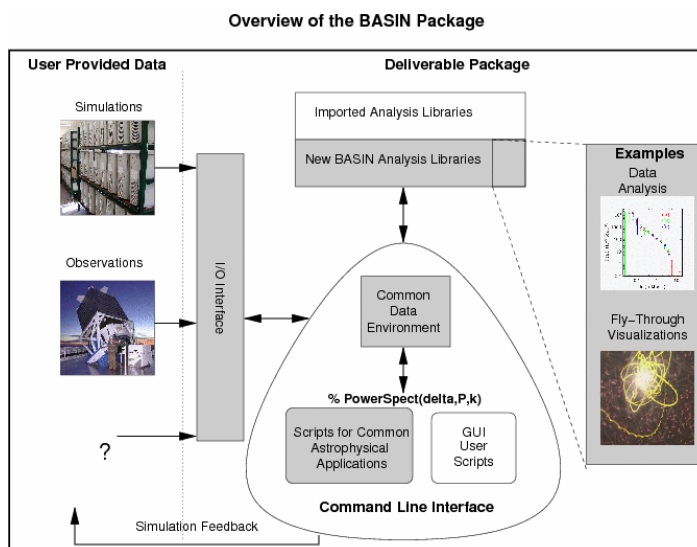 Overview of the BASIN Package
User Provided Data
Deliverable Package
Simulations
Imported Analysis Libraries
New BASIN Analysis Libraries
Examples
Data
Analysis
Observations
I/O Interface
Common
Data
Environment
Fly-Through
Visualizations
% PowerSpect(delta,P,k)
Scripts for Common
Astrophysical
Applications
GUI
User
Scripts
?
Command Line Interface
Simulation Feedback